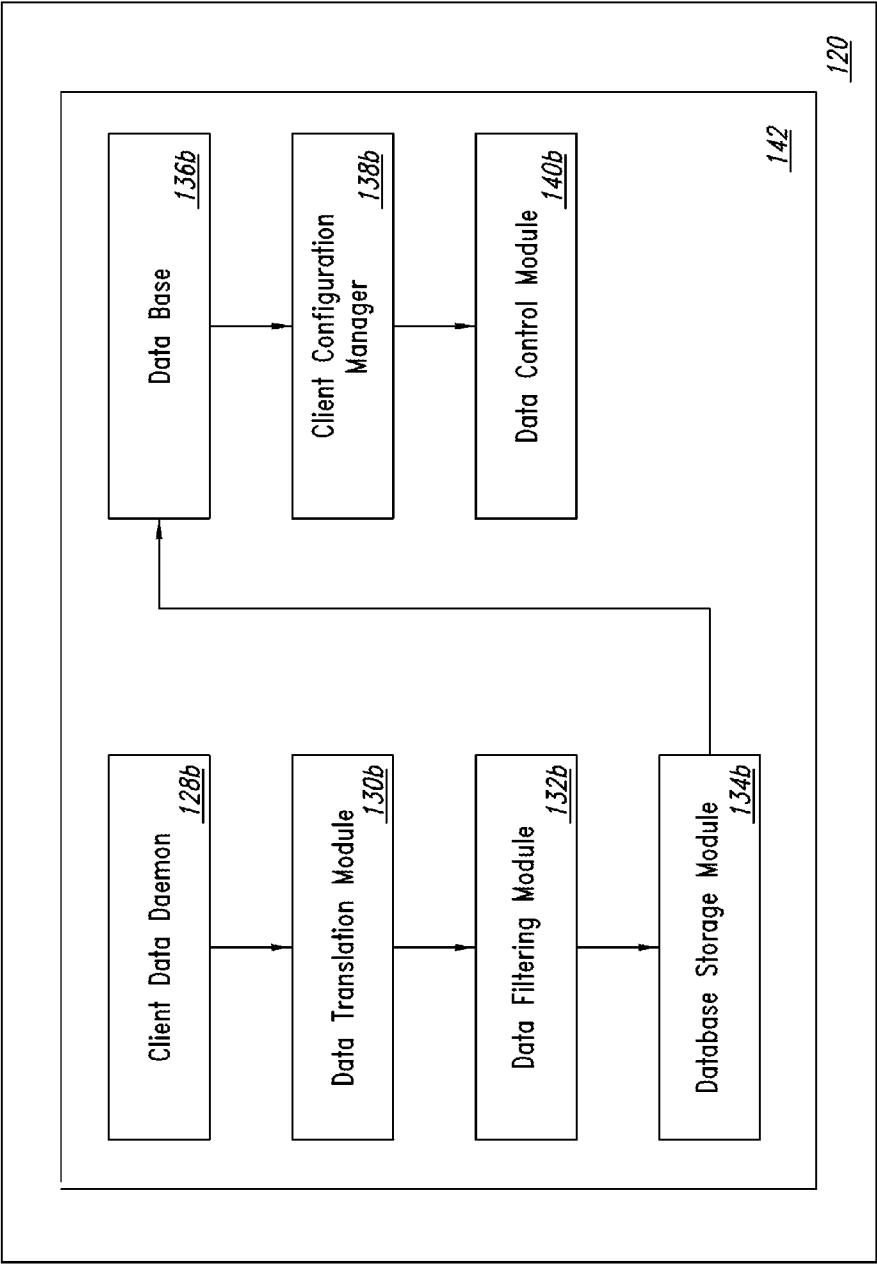 Client Data Daemon
128b
Data Translation Module
130b
Data Filtering Module
132b
Database Storage Module
134b
Data Base
136b
Client Configuration
Manager
138b
Data Control Module
140b
142
120